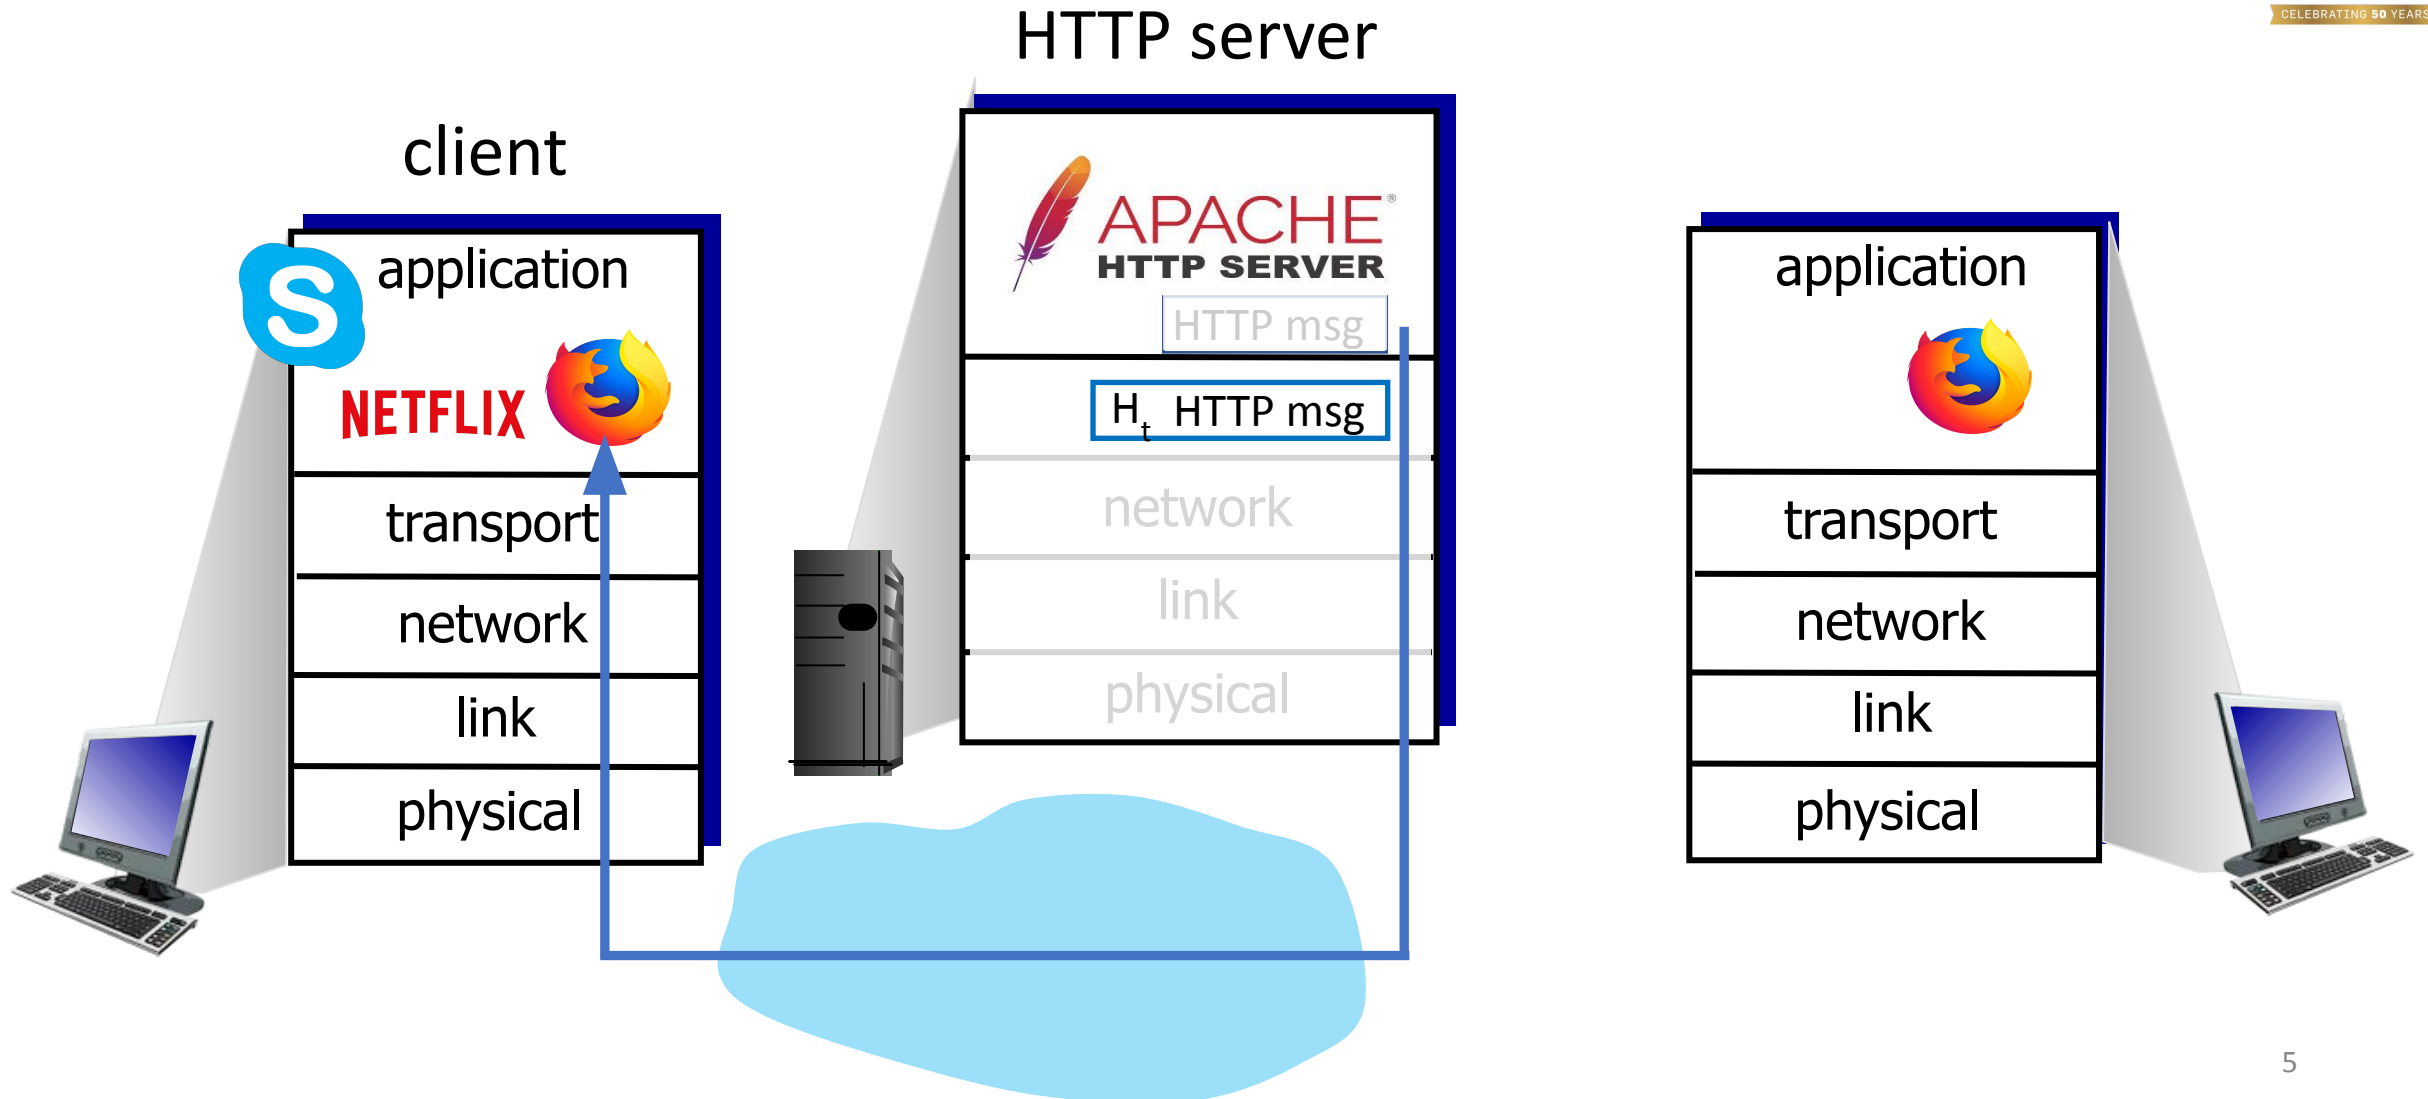 CELEBRATING 50 YEARS
HTTP server
client
application
S
NETFLIX
transport
network
link
physical
APACHE®
HTTP SERVER
HTTP msg
Ht HTTP msg
network
link
physical
application
transport
network
link
physical
5